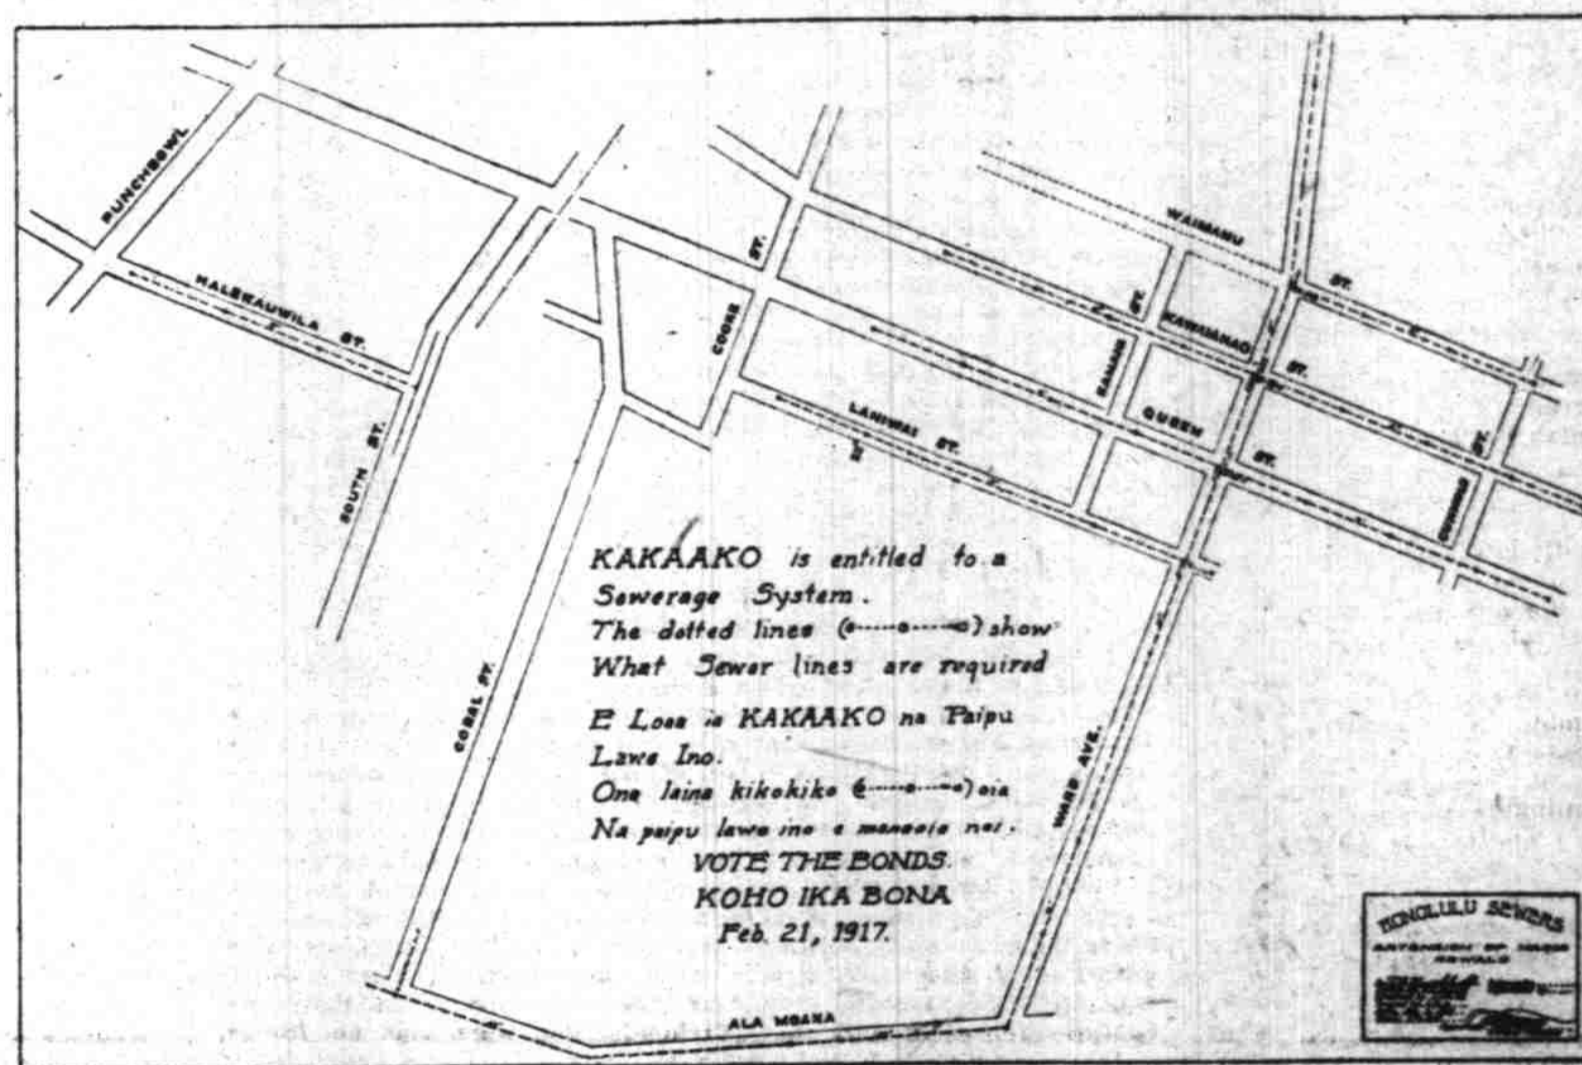 PUNCHBOWL
HALEKAUWILA ST.
SOUTH ST.
CORAL ST.
COOKE ST.
LANIWAI ST.
KAMANI ST.
WAIMANU ST.
KAWAIAHAO ST.
QUEEN ST.
ST.
WARD AVE.
ALA MOANA
KAKAAKO is entitled to a
Sewerage System.
The dotted lines () show
What Sewer lines are required
E Loaa ia KAKAAKO na Paipu
Lawe Ino.
Ona laina kikokiko () oia
Na paipu lawe ino e manaoia nei.
VOTE THE BONDS.
KOHO IKA BONA
Feb. 21, 1917.
HONOLULU SEWERS